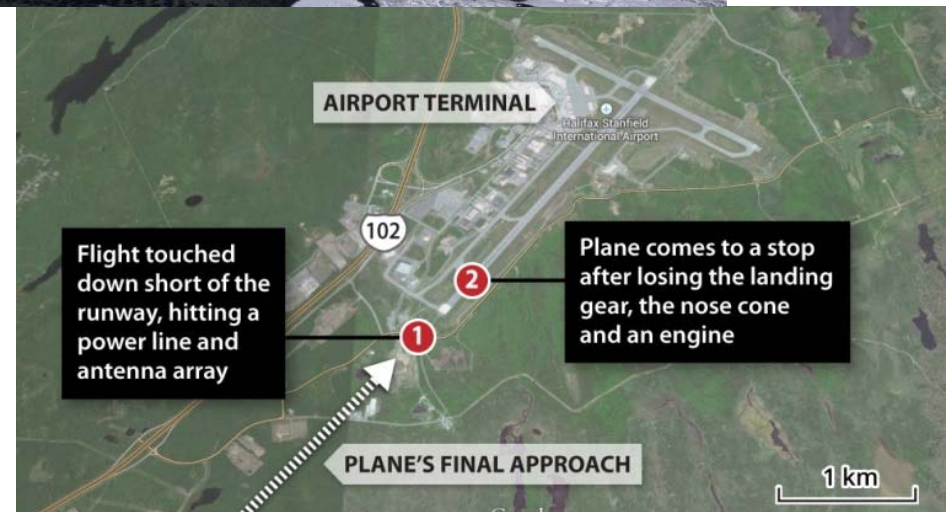 AIRPORT TERMINAL
Halifax Stanfield
International Airport
102
Flight touched
down short of the
runway, hitting a
power line and
antenna array
Plane comes to a stop
after losing the landing
gear, the nose cone
and an engine
2
1
PLANE'S FINAL APPROACH
1 km